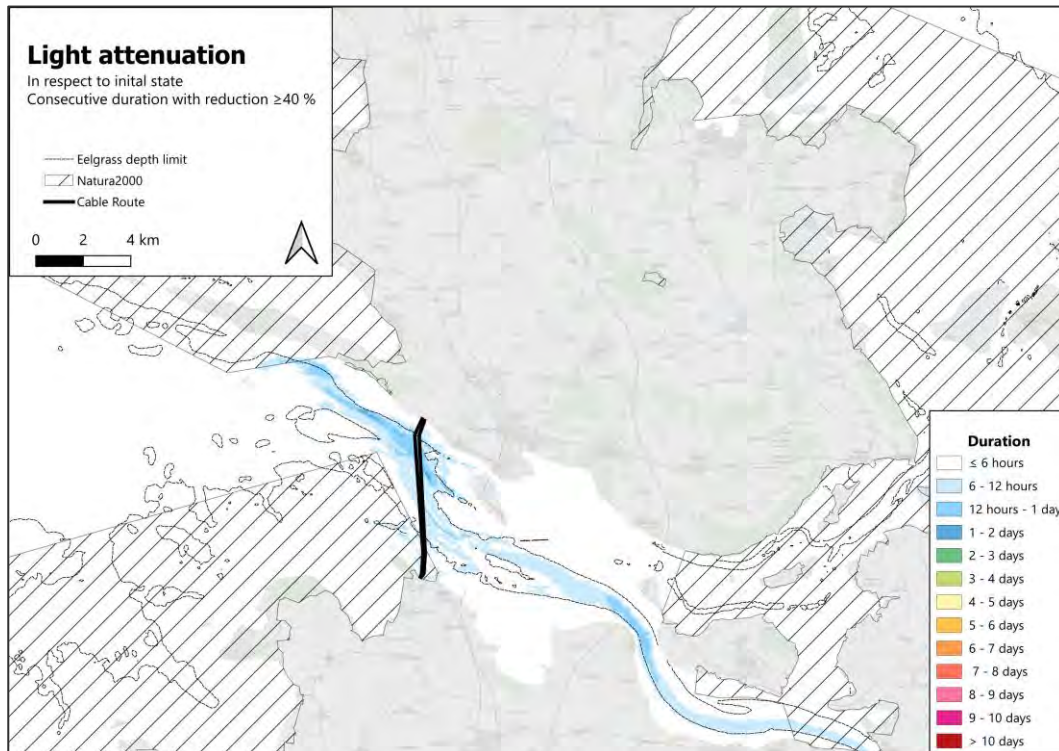 Light attenuation
In respect to inital state
Consecutive duration with reduction ≥40 %
Eelgrass depth limit
Natura2000
Cable Route
0 2 4 km
Duration
≤ 6 hours
6 - 12 hours
12 hours - 1 day
1 - 2 days
2 - 3 days
3 - 4 days
4 - 5 days
5 - 6 days
6 - 7 days
7 - 8 days
8 - 9 days
9 - 10 days
> 10 days